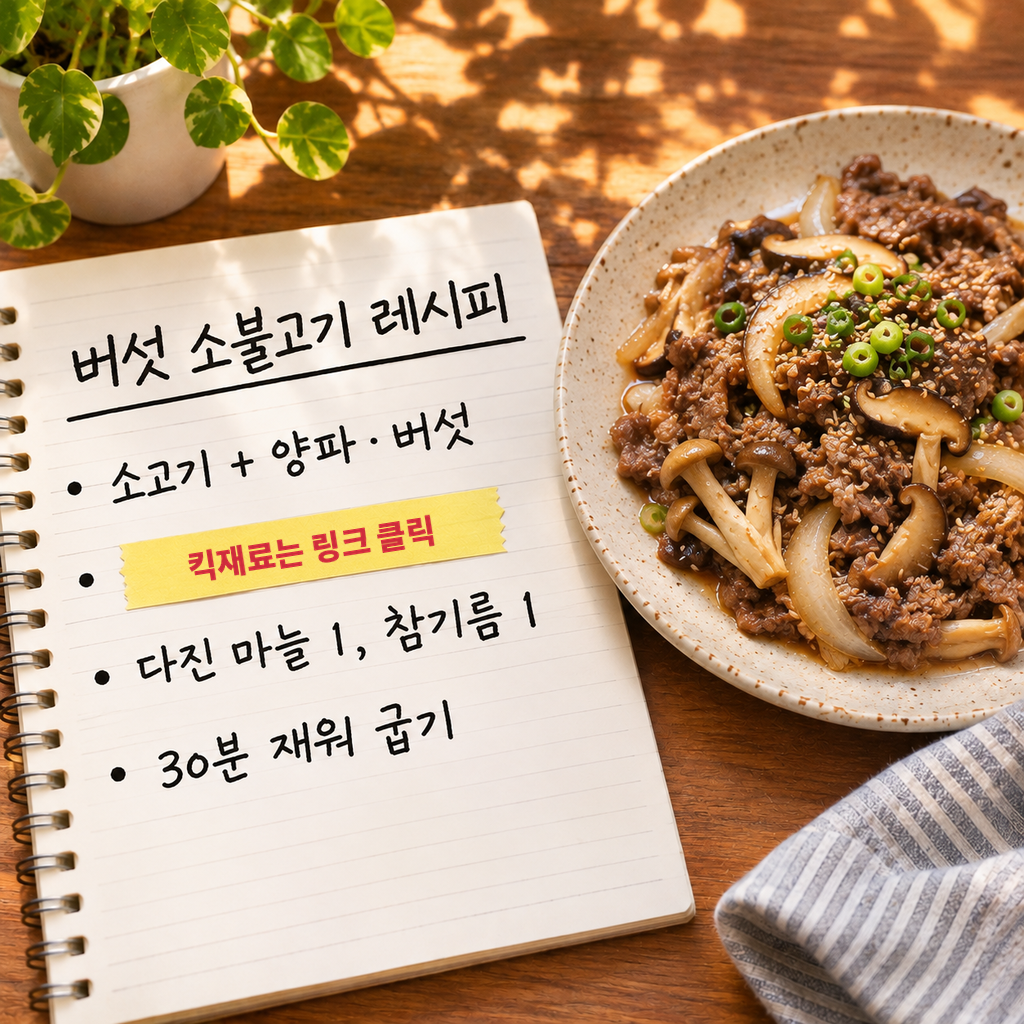 버섯 소불고기 레시피
• 소고기 + 양파 · 버섯
• 킥재료는 링크 클릭
• 다진 마늘 1, 참기름 1
• 30분 재워 굽기